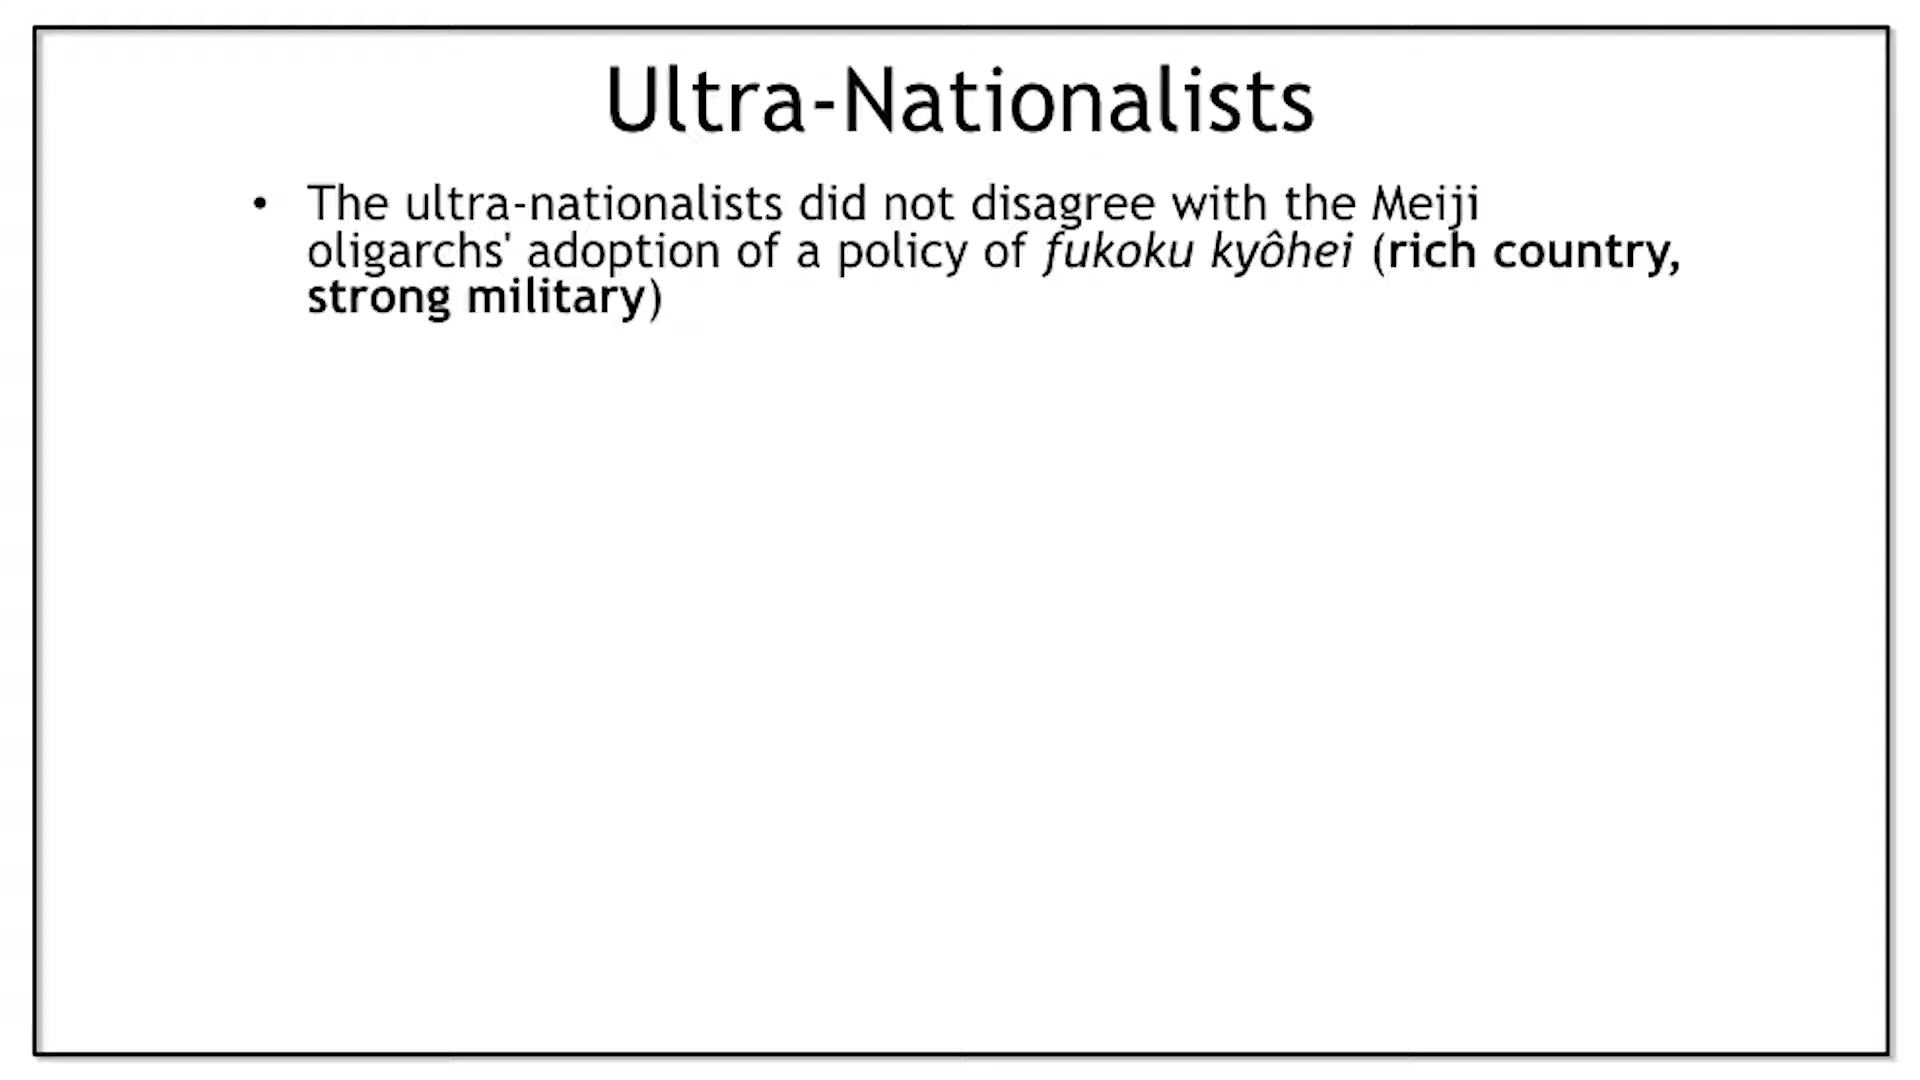 Ultra-Nationalists
• The ultra-nationalists did not disagree with the Meiji
oligarchs' adoption of a policy of fukoku kyôhei (rich country,
strong military)